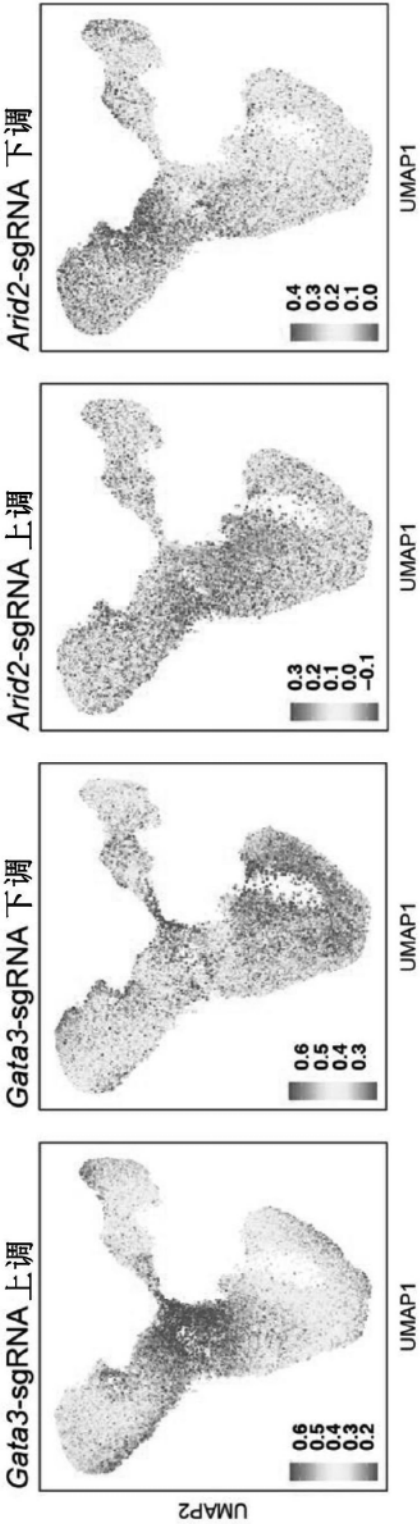 Gata3-sgRNA 上调
UMAP2
0.6
0.5
0.4
0.3
0.2
UMAP1
Gata3-sgRNA 下调
0.6
0.5
0.4
0.3
UMAP1
Arid2-sgRNA 上调
0.3
0.2
0.1
0.0
−0.1
UMAP1
Arid2-sgRNA 下调
0.4
0.3
0.2
0.1
0.0
UMAP1